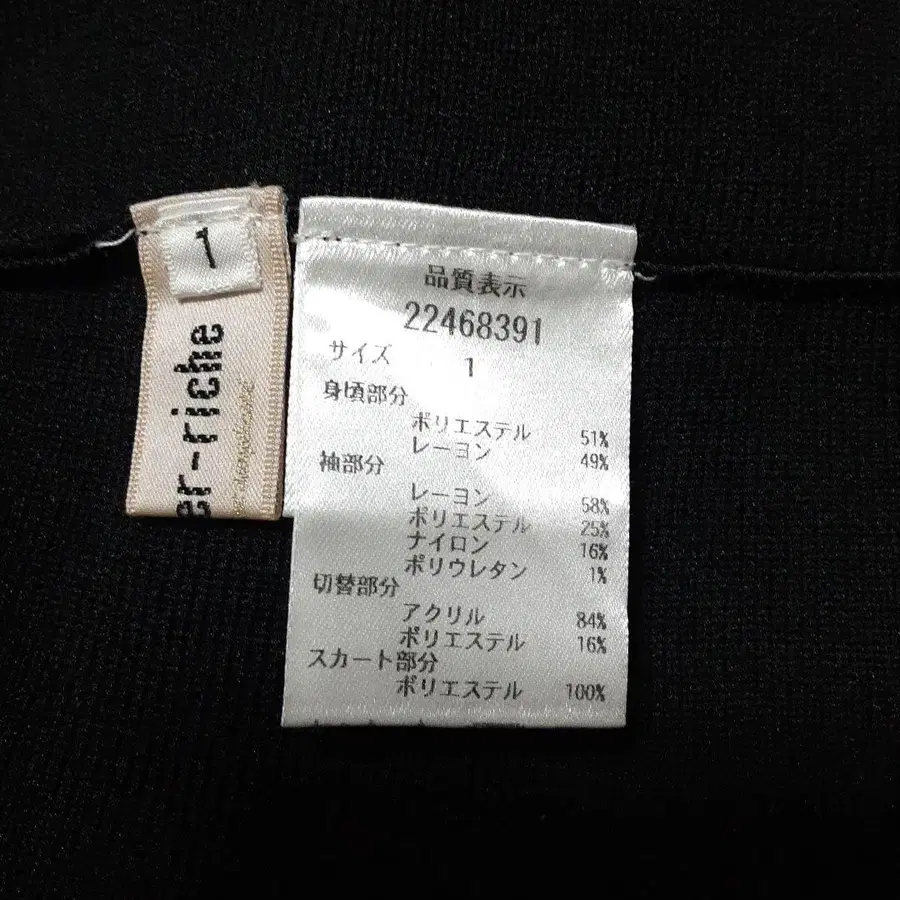 1
er-riche
品質表示
22468391
サイズ 1
身頃部分
ポリエステル 51%
レーヨン 49%
袖部分
レーヨン 58%
ポリエステル 25%
ナイロン 16%
ポリウレタン 1%
切替部分
アクリル 84%
ポリエステル 16%
スカート部分
ポリエステル 100%